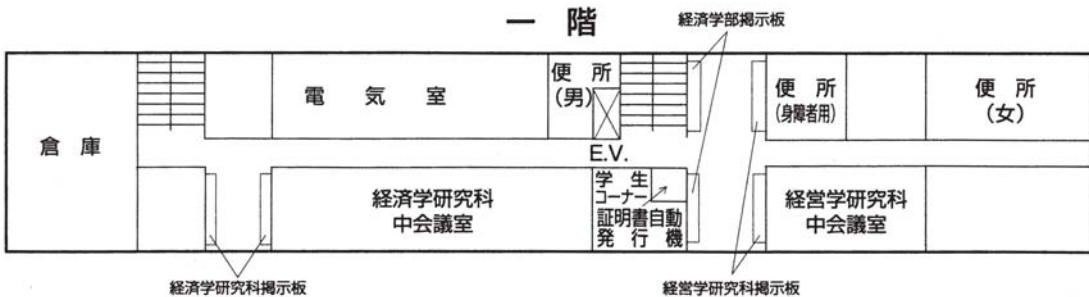 一 階
経済学部掲示板
倉 庫
電 気 室
便 所
(男)
E.V.
便 所
(身障者用)
便 所
(女)
経済学研究科
中会議室
学 生
コーナー
証明書自動
発 行 機
経営学研究科
中会議室
経済学研究科掲示板
経営学研究科掲示板